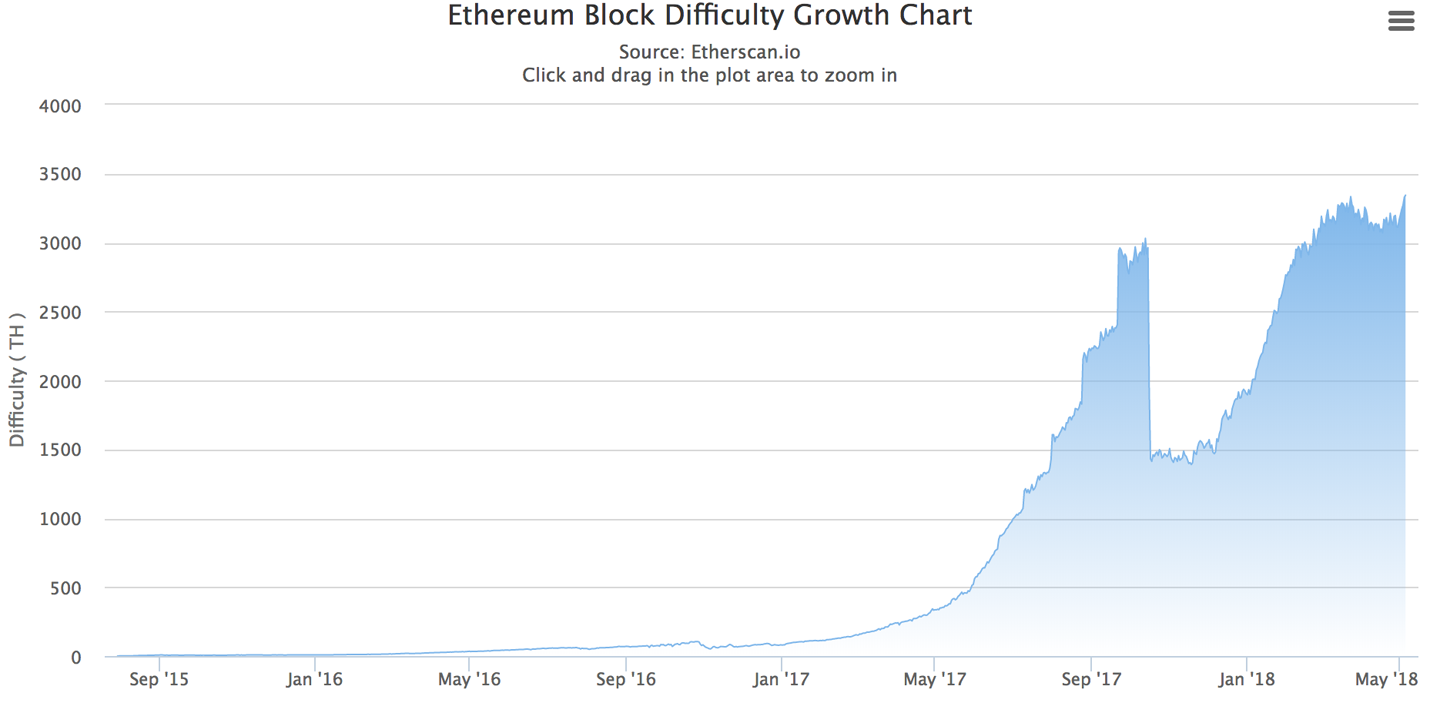 Ethereum Block Difficulty Growth Chart
Source: Etherscan.io
Click and drag in the plot area to zoom in
Difficulty ( TH )
4000
3500
3000
2500
2000
1500
1000
500
0
Sep '15 Jan '16 May '16 Sep '16 Jan '17 May '17 Sep '17 Jan '18 May '18